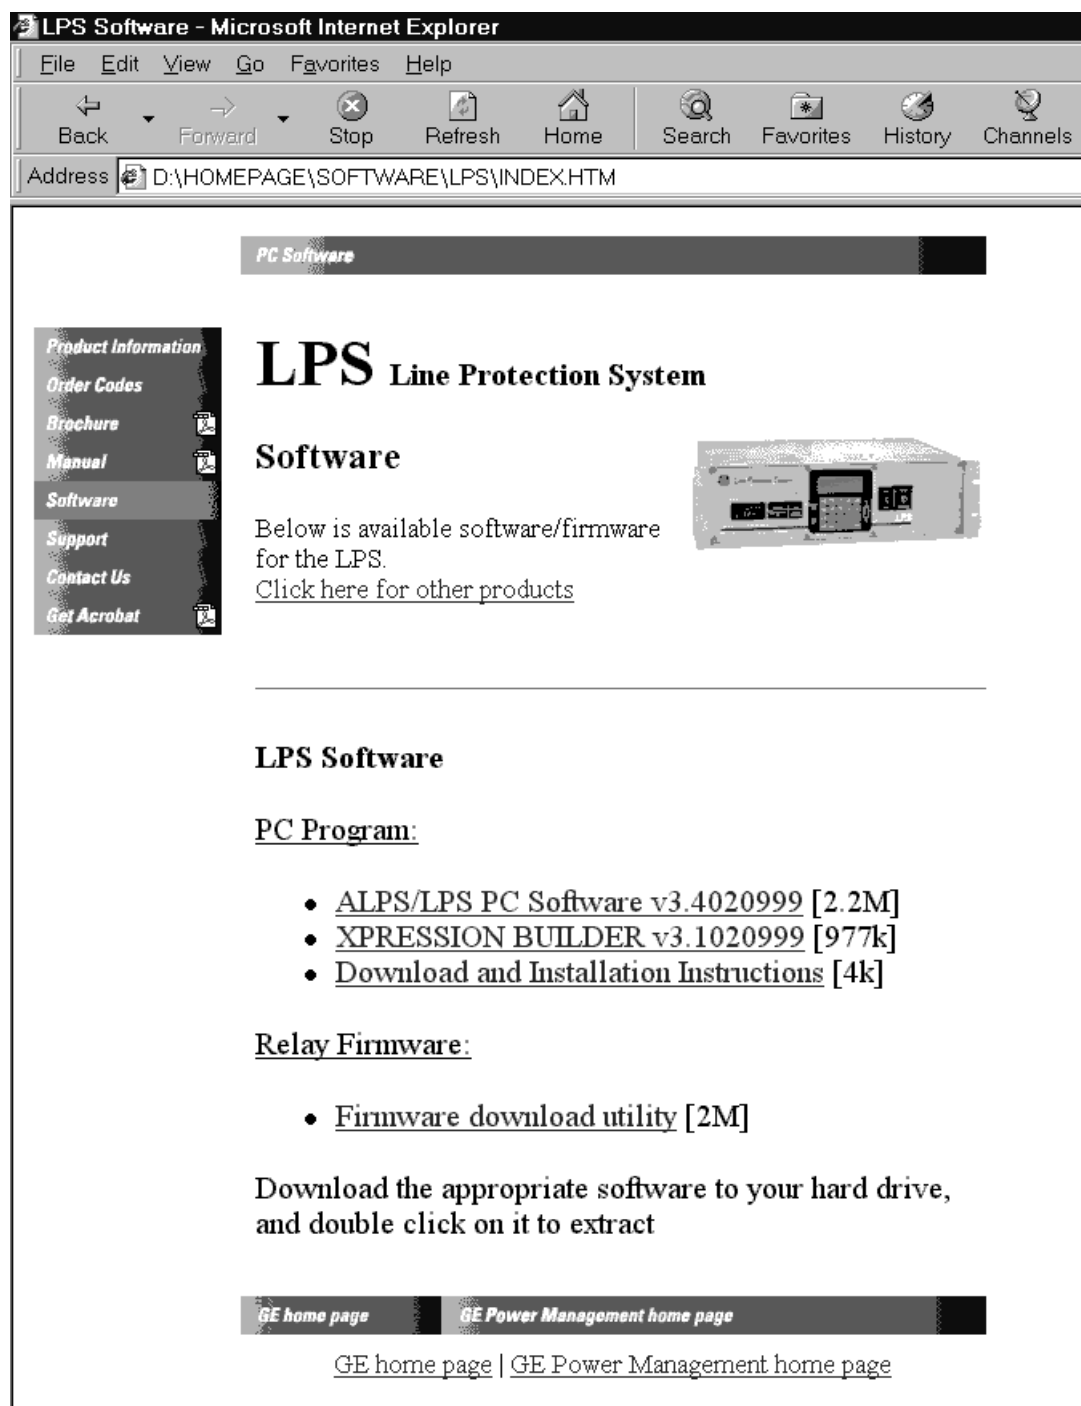 LPS Software - Microsoft Internet Explorer
File Edit View Go Favorites Help
Back Forward Stop Refresh Home Search Favorites History Channels
Address D:\HOMEPAGE\SOFTWARE\LPS\INDEX.HTM
PC Software
Product Information
Order Codes
Brochure
Manual
Software
Support
Contact Us
Get Acrobat
LPS Line Protection System
Software
Below is available software/firmware
for the LPS.
Click here for other products
LPS
LPS Software
PC Program:
• ALPS/LPS PC Software v3.4020999 [2.2M]
• XPRESSION BUILDER v3.1020999 [977k]
• Download and Installation Instructions [4k]
Relay Firmware:
• Firmware download utility [2M]
Download the appropriate software to your hard drive,
and double click on it to extract
GE home page GE Power Management home page
GE home page | GE Power Management home page